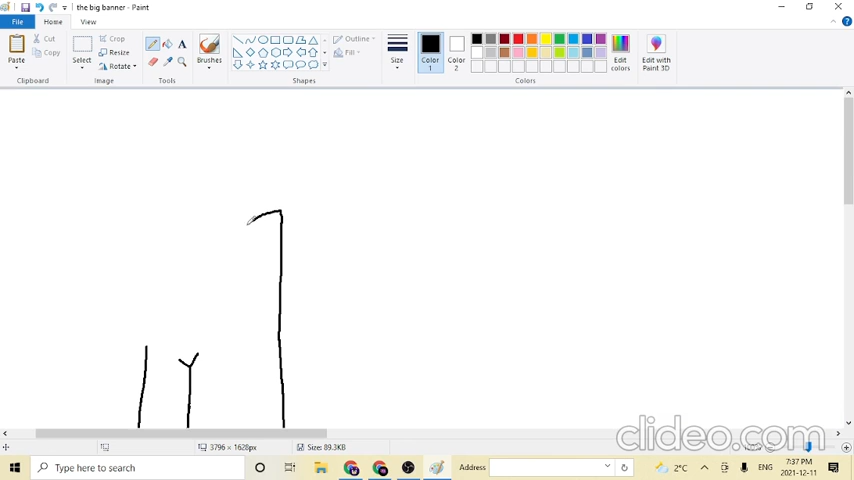 the big banner - Paint
File Home View
Paste Cut Copy Clipboard
Select Crop Resize Rotate Image
Tools
Brushes
Shapes
Outline Fill
Size
Color 1 Color 2
Edit colors
Edit with Paint 3D
Colors
clideo.com
3796 × 1628px Size: 89.3KB
Type here to search
Address
2°C ENG 7:37 PM 2021-12-11